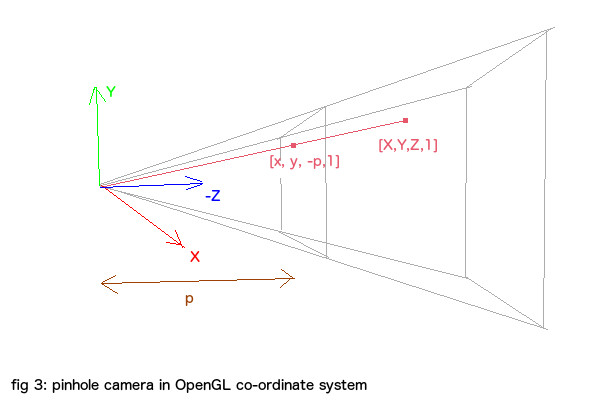 Y
[X,Y,Z,1]
[x, y, -p,1]
-Z
X
p
fig 3: pinhole camera in OpenGL co-ordinate system